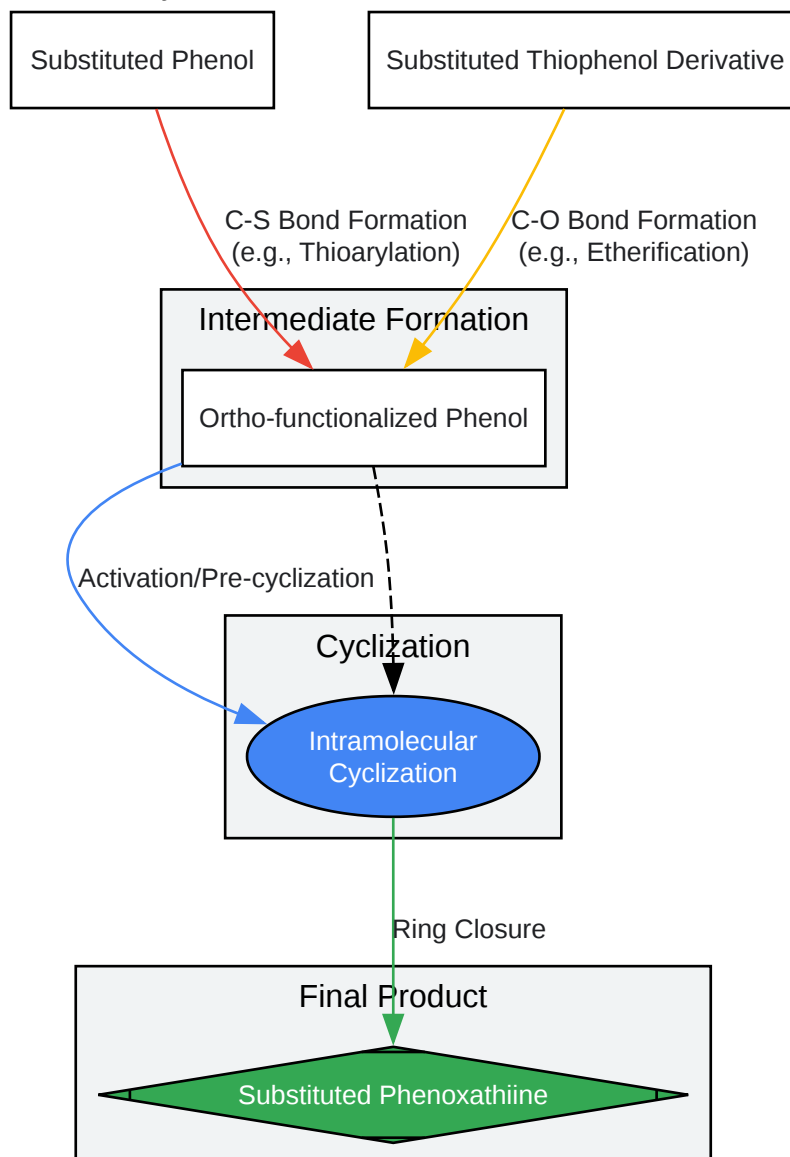 Substituted Phenol
Substituted Thiophenol Derivative
C-S Bond Formation
(e.g., Thioarylation)
C-O Bond Formation
(e.g., Etherification)
Intermediate Formation
Ortho-functionalized Phenol
Activation/Pre-cyclization
Cyclization
Intramolecular
Cyclization
Ring Closure
Final Product
Substituted Phenoxathiine